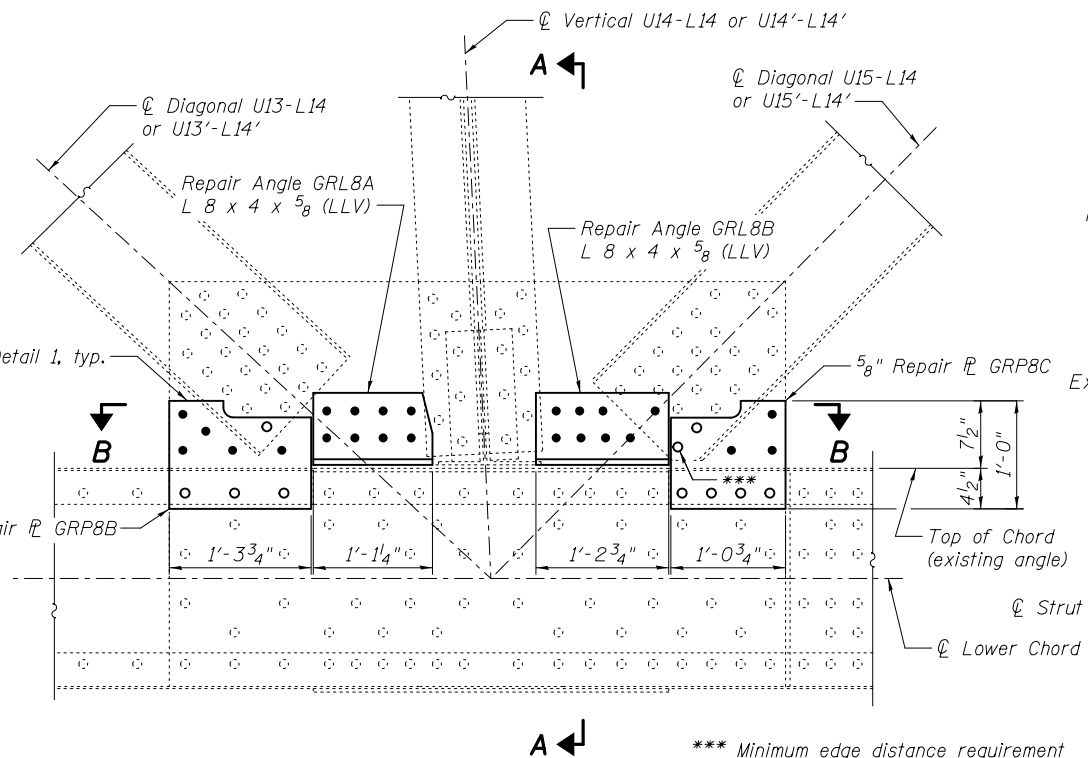 ℄ Vertical U14-L14 or U14'-L14'
A
℄ Diagonal U13-L14
or U13'-L14'
℄ Diagonal U15-L14
or U15'-L14'
Repair Angle GRL8A
L 8 x 4 x 5/8 (LLV)
Repair Angle GRL8B
L 8 x 4 x 5/8 (LLV)
Detail 1, typ.
5/8" Repair ⅊ GRP8C
B
B
7 1/2"
4 1/2"
1'-0"
***
⅊ GRP8B
1'-3 3/4"
1'-1 1/4"
1'-2 3/4"
1'-0 3/4"
Top of Chord
(existing angle)
℄ Strut
℄ Lower Chord
A
*** Minimum edge distance requirement